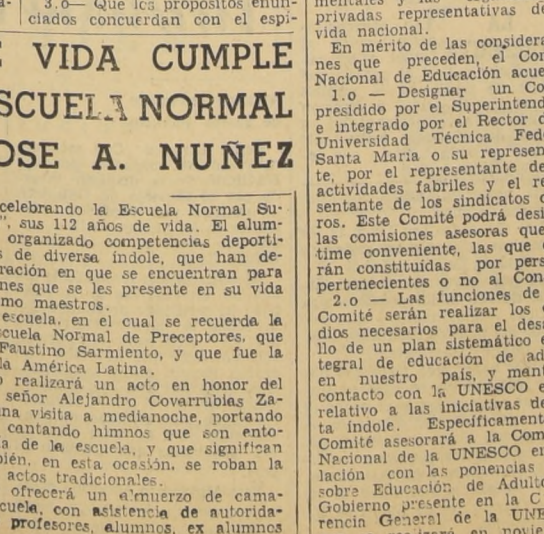 3.o— Que los propósitos enun-
ciados concuerdan con el espí-
VIDA CUMPLE
SCUELA NORMAL
OSE A. NUÑEZ
celebrando la Escuela Normal Su-
", sus 112 años de vida. El alum-
organizado competencias deporti-
s de diversa índole, que han de-
ración en que se encuentran para
nes que se les presente en su vida
mo maestros.
escuela, en el cual se recuerda la
cuela Normal de Preceptores, que
Faustino Sarmiento, y que fue la
la América Latina.
o realizará un acto en honor del
señor Alejandro Covarrubias Za-
na visita a medianoche, portando
cantando himnos que son ento-
a de la escuela, y que significan
bién, en esta ocasión, se roban la
actos tradicionales.
ofrecerá un almuerzo de cama-
cuela, con asistencia de autorida-
profesores, alumnos, ex alumnos
privadas representativas de
vida nacional.
En mérito de las considera
nes que preceden, el Con
Nacional de Educación acue
1.o — Designar un Co
presidido por el Superintend
e integrado por el Rector d
Universidad Técnica Fede
Santa María o su represen
te, por el representante de
actividades fabriles y el re
sentante de los sindicatos o
ros. Este Comité podrá desi
las comisiones asesoras que
time conveniente, las que
rán constituídas por pers
pertenecientes o no al Con
2.o — Las funciones de
Comité serán realizar los
dios necesarios para el desa
llo de un plan sistemático e
tegral de educación de ad
en nuestro país, y mant
contacto con la UNESCO e
relativo a las iniciativas de
ta índole. Específicament
Comité asesorará a la Com
Nacional de la UNESCO en
lación con las ponencias
sobre Educación de Adulto
Gobierno presente en la C
rencia General de la UNE